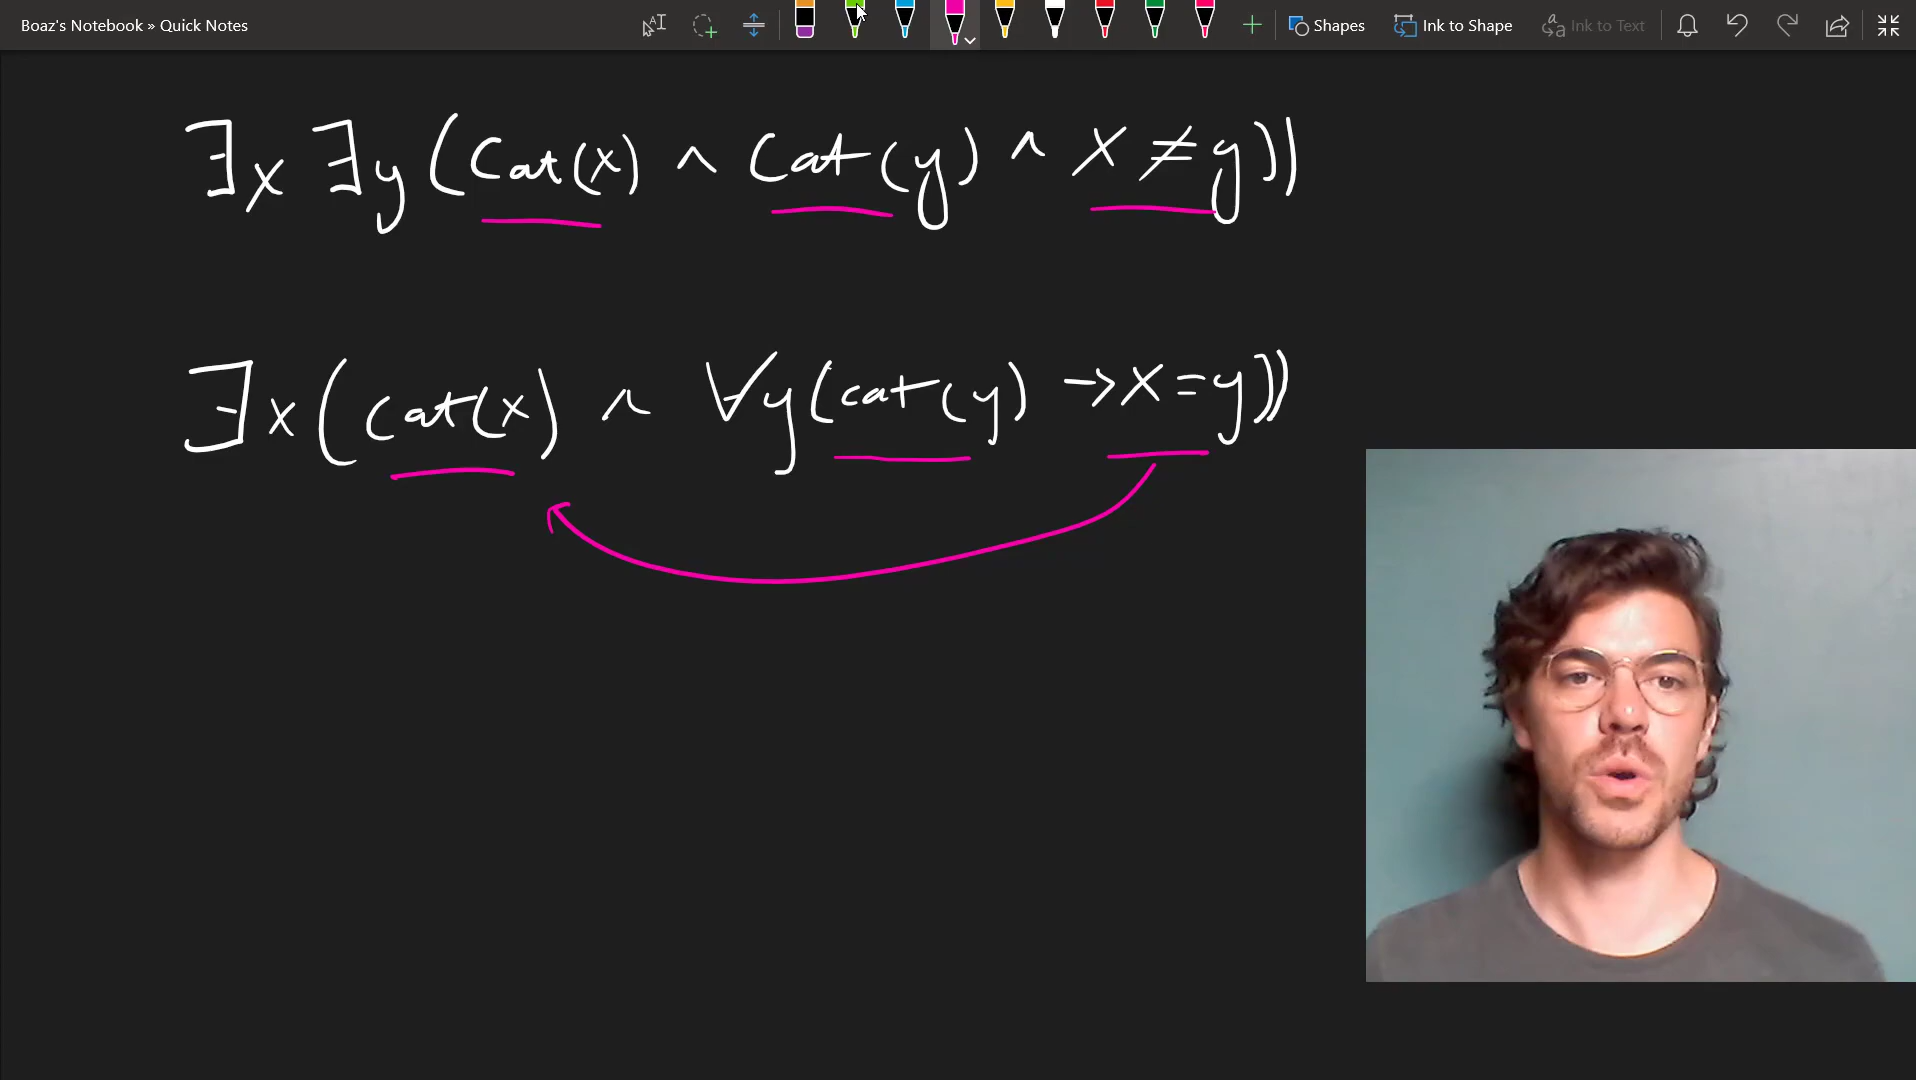 Boaz's Notebook » Quick Notes Shapes Ink to Shape Ink to Text
∃x ∃y (Cat(x) ∧ Cat(y) ∧ x ≠ y))
∃x (Cat(x) ∧ ∀y (cat(y) → x = y))